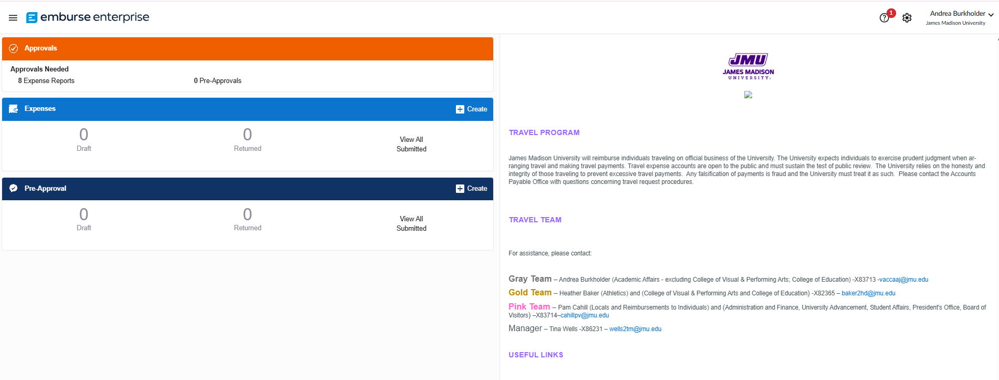 emburse enterprise
1
Andrea Burkholder
James Madison University
Approvals
Approvals Needed
8 Expense Reports
0 Pre-Approvals
Expenses
Create
0
Draft
0
Returned
View All
Submitted
Pre-Approval
Create
0
Draft
0
Returned
View All
Submitted
JMU
JAMES MADISON
UNIVERSITY.
TRAVEL PROGRAM
James Madison University will reimburse individuals traveling on official business of the University. The University expects individuals to exercise prudent judgment when ar-
ranging travel and making travel payments. Travel expense accounts are open to the public and must sustain the test of public review.  The University relies on the honesty and
integrity of those traveling to prevent excessive travel payments.  Any falsification of payments is fraud and the University must treat it as such.  Please contact the Accounts
Payable Office with questions concerning travel request procedures.
TRAVEL TEAM
For assistance, please contact:
Gray Team – Andrea Burkholder (Academic Affairs - excluding College of Visual & Performing Arts; College of Education) -X83713 -vaccaaj@jmu.edu
Gold Team – Heather Baker (Athletics) and (College of Visual & Performing Arts and College of Education) -X82365 – baker2hd@jmu.edu
Pink Team – Pam Cahill (Locals and Reimbursements to Individuals) and (Administration and Finance, University Advancement, Student Affairs, President's Office, Board of
Visitors) –X83714–cahillpv@jmu.edu
Manager – Tina Wells -X86231 – wells2tm@jmu.edu
USEFUL LINKS